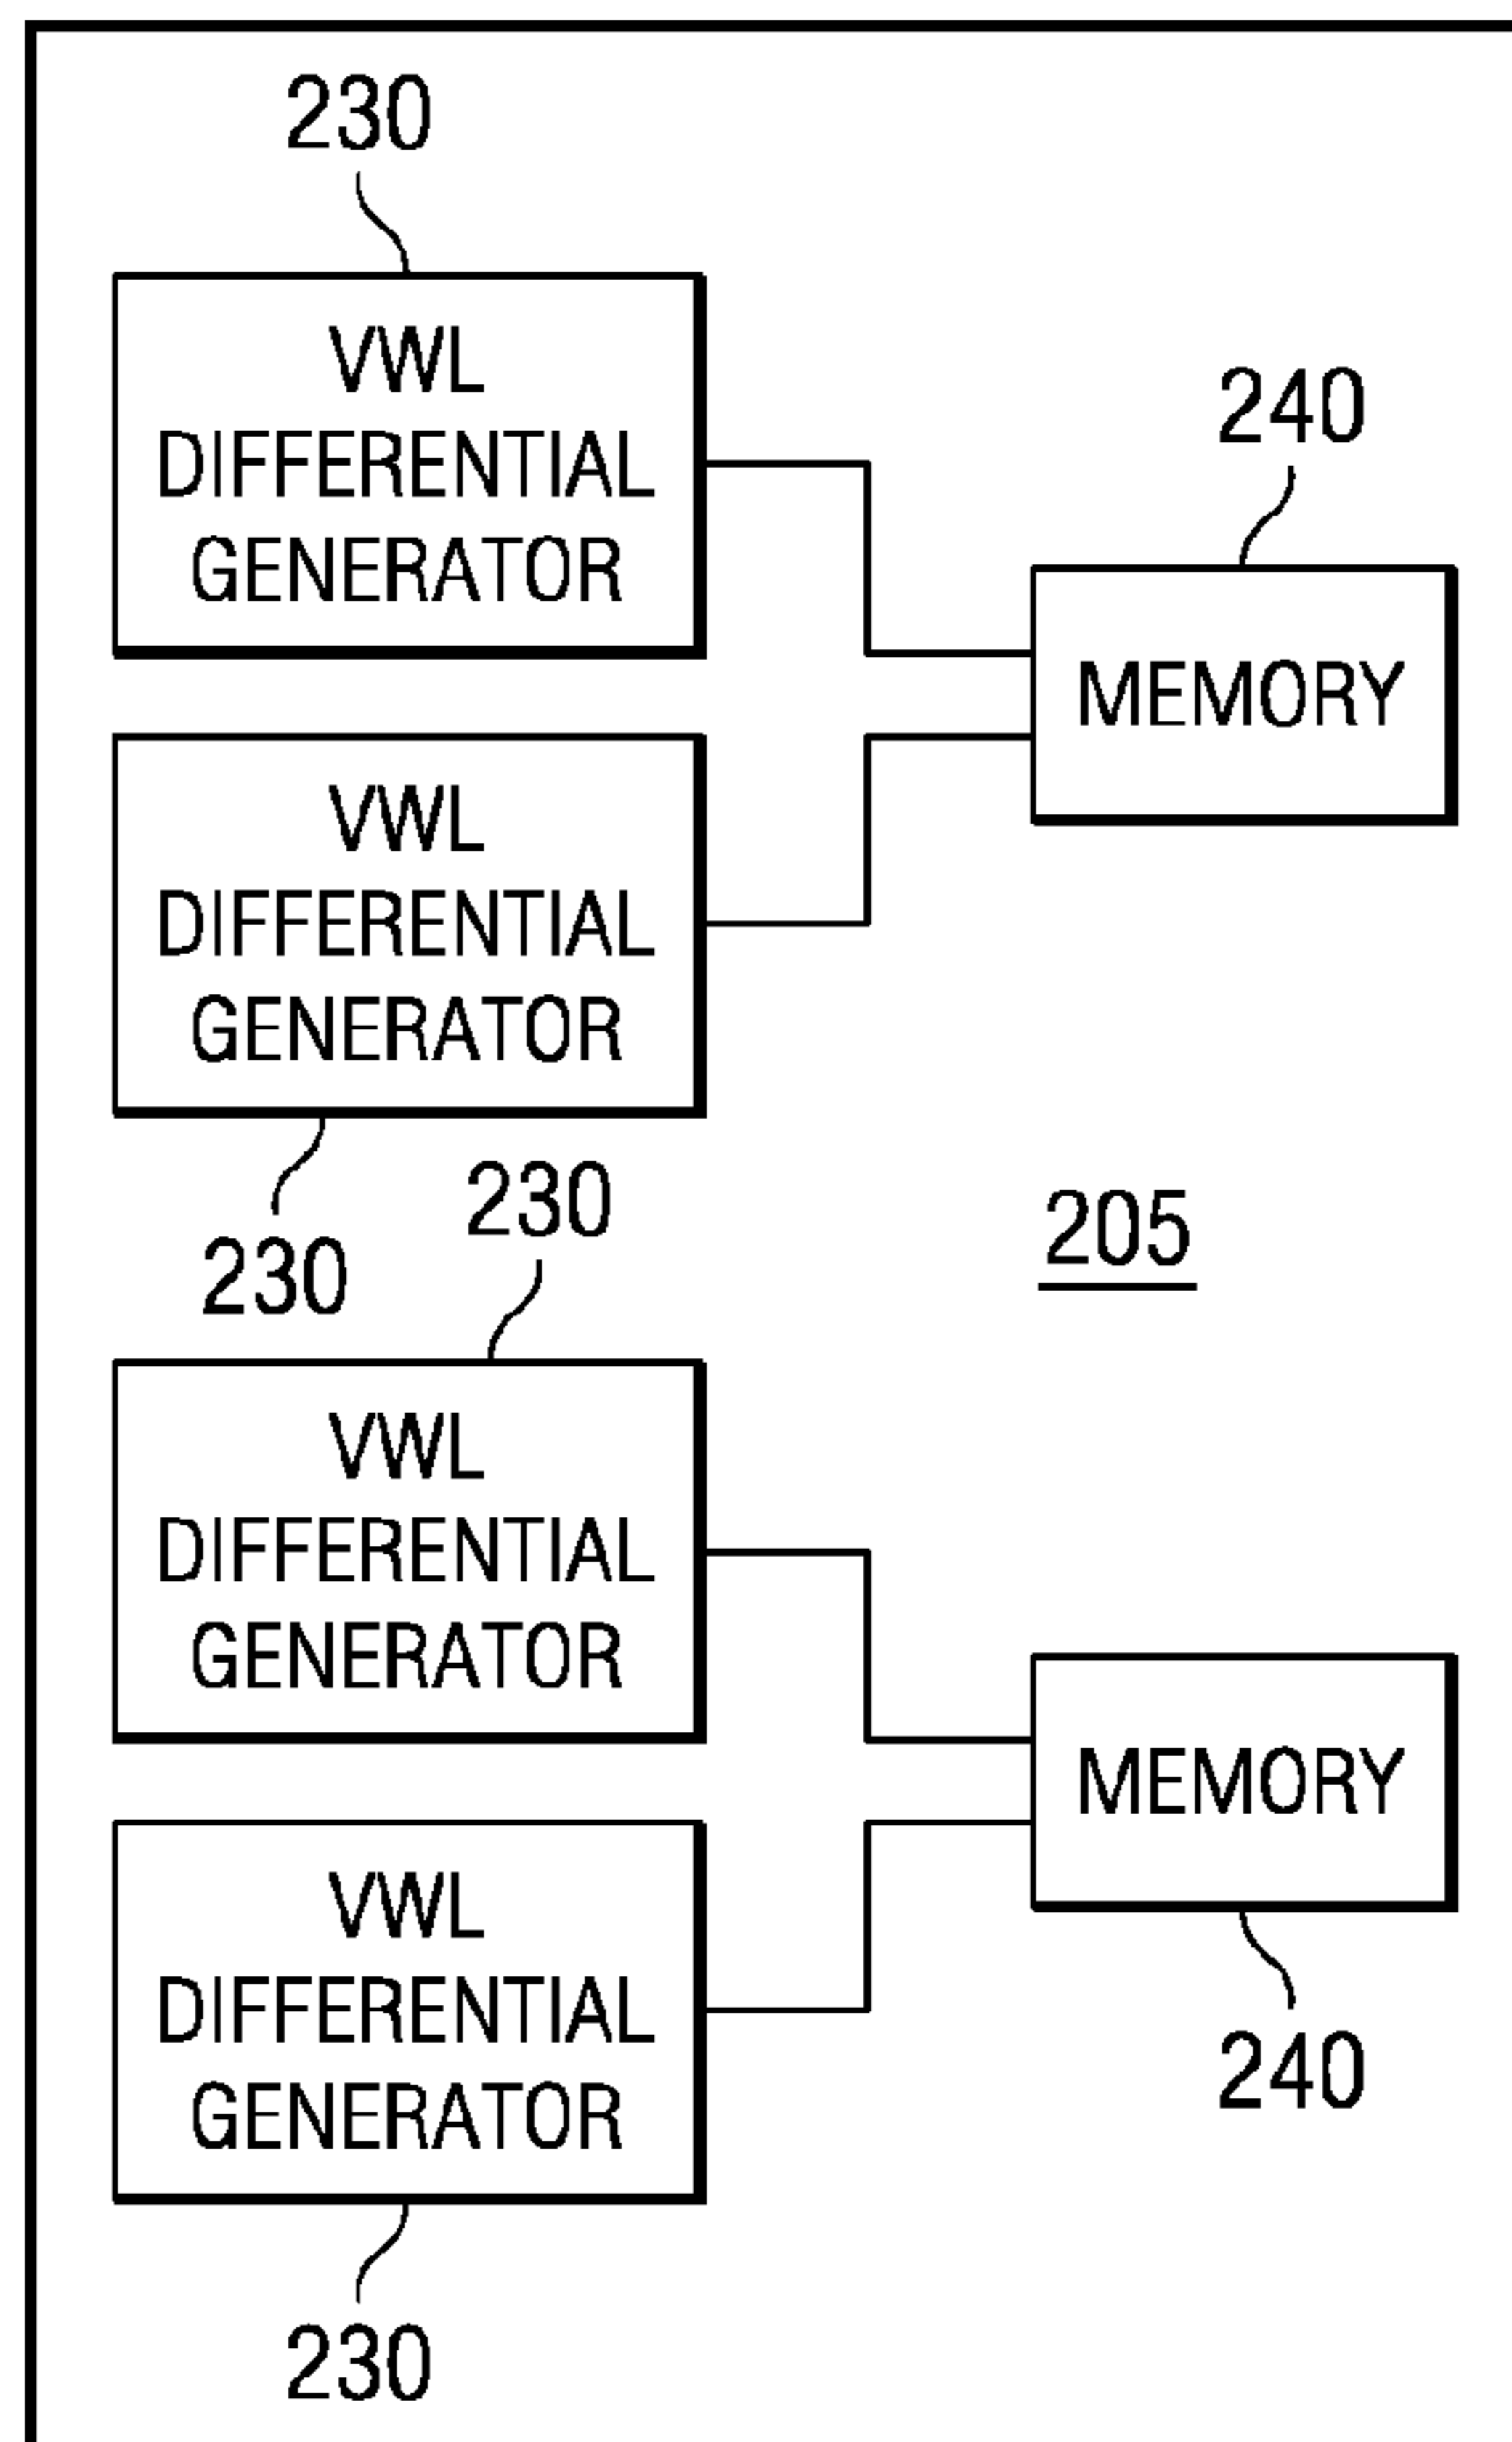 230
VWL
DIFFERENTIAL
GENERATOR
240
MEMORY
VWL
DIFFERENTIAL
GENERATOR
230
230
205
VWL
DIFFERENTIAL
GENERATOR
MEMORY
240
VWL
DIFFERENTIAL
GENERATOR
230